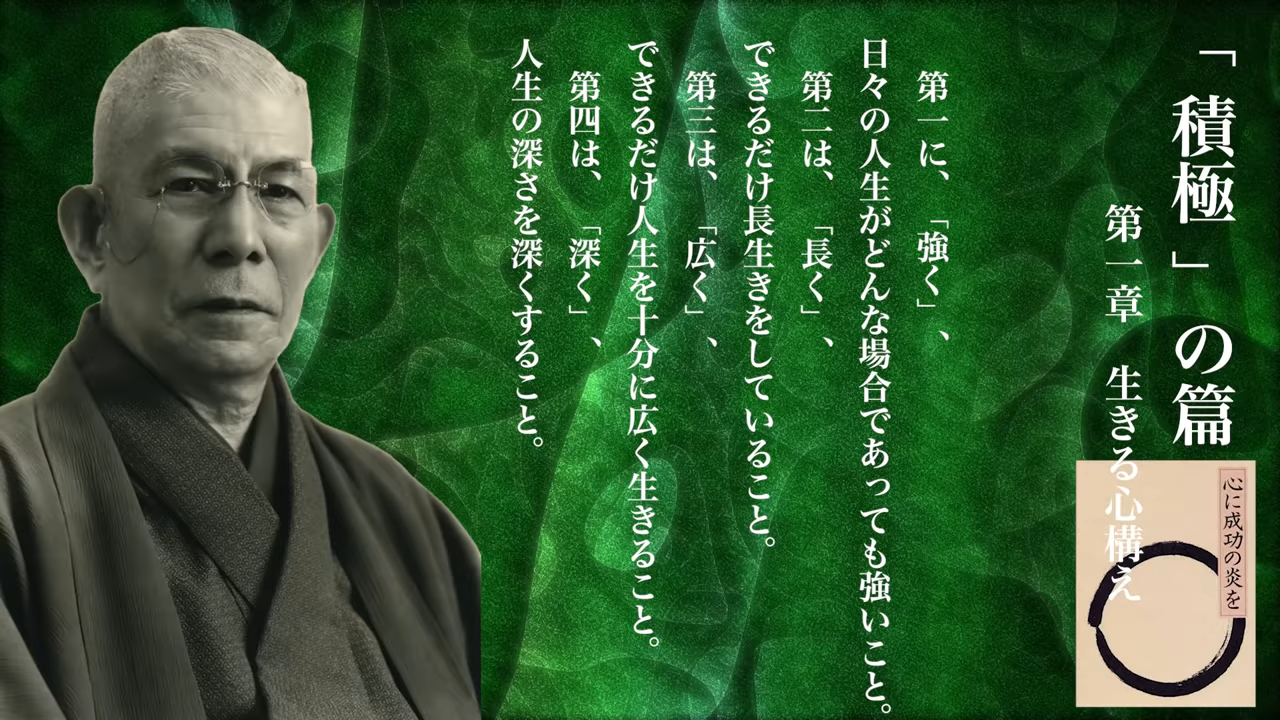 「積極」の篇
第一章　生きる心構え
心に成功の炎を
第一に、「強く」、
日々の人生がどんな場合であっても強いこと。
第二は、「長く」、
できるだけ長生きをしていること。
第三は、「広く」、
できるだけ人生を十分に広く生きること。
第四は、「深く」、
人生の深さを深くすること。